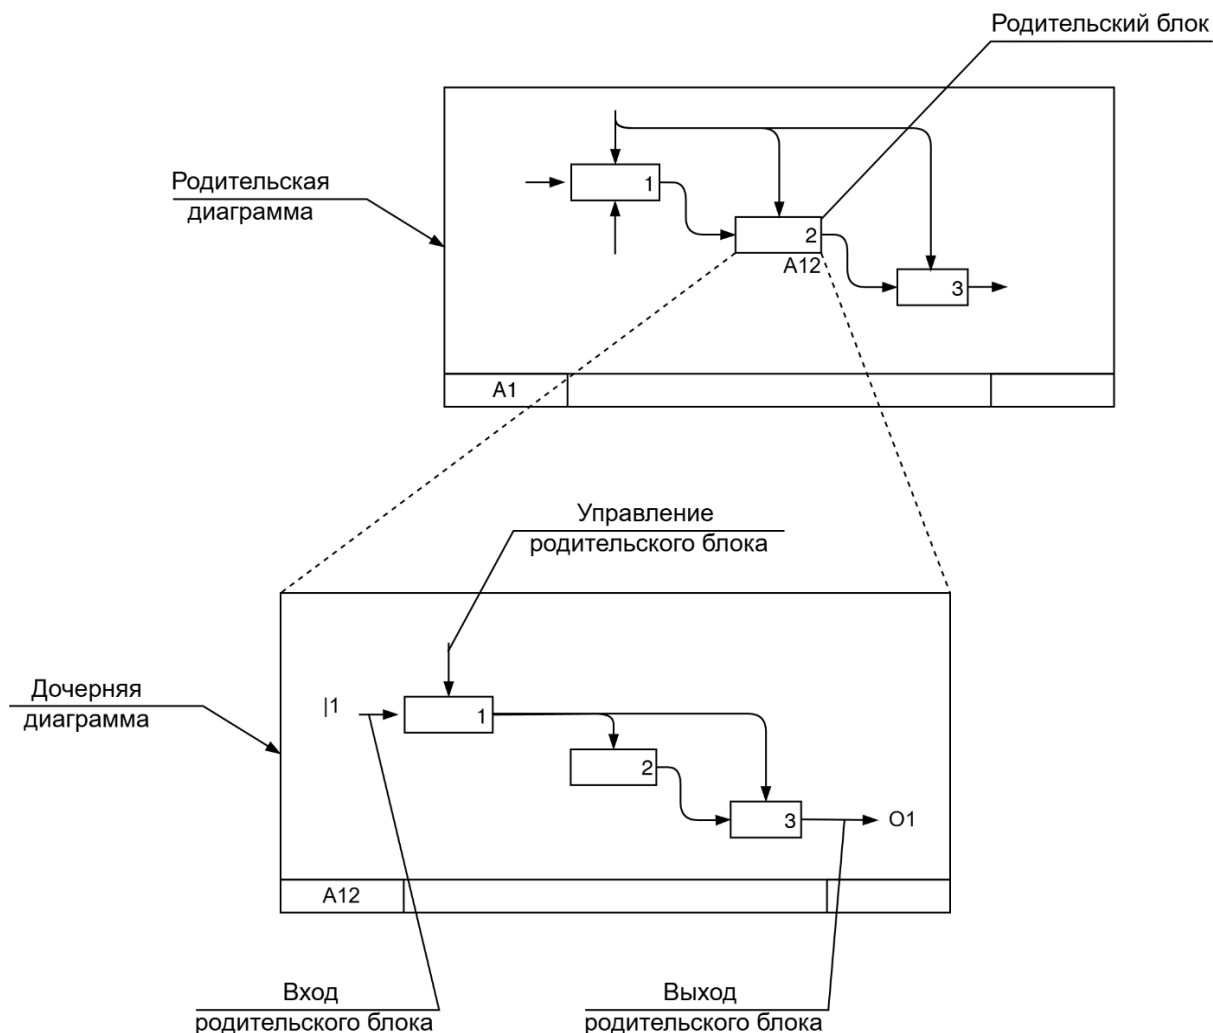 Родительский блок
1
Родительская
диаграмма
2
A12
3
A1
Управление
родительского блока
Дочерняя
диаграмма
|1
1
2
3
O1
A12
Вход
родительского блока
Выход
родительского блока